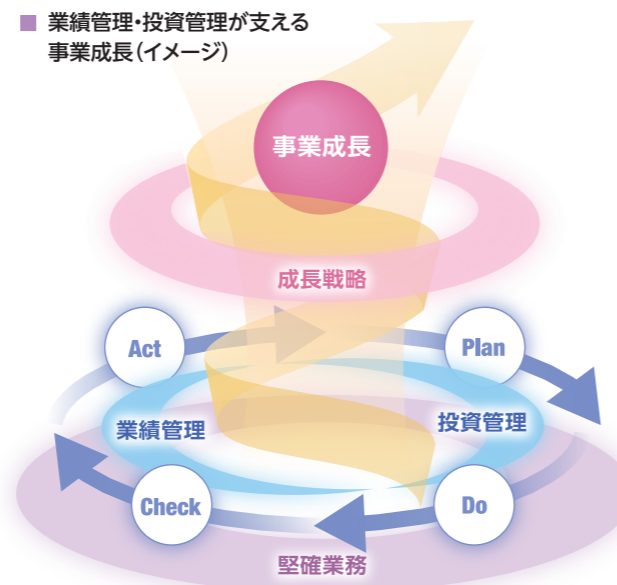 ■ 業績管理・投資管理が支える
事業成長（イメージ）
事業成長
成長戦略
Act
Plan
業績管理
投資管理
Check
Do
堅確業務